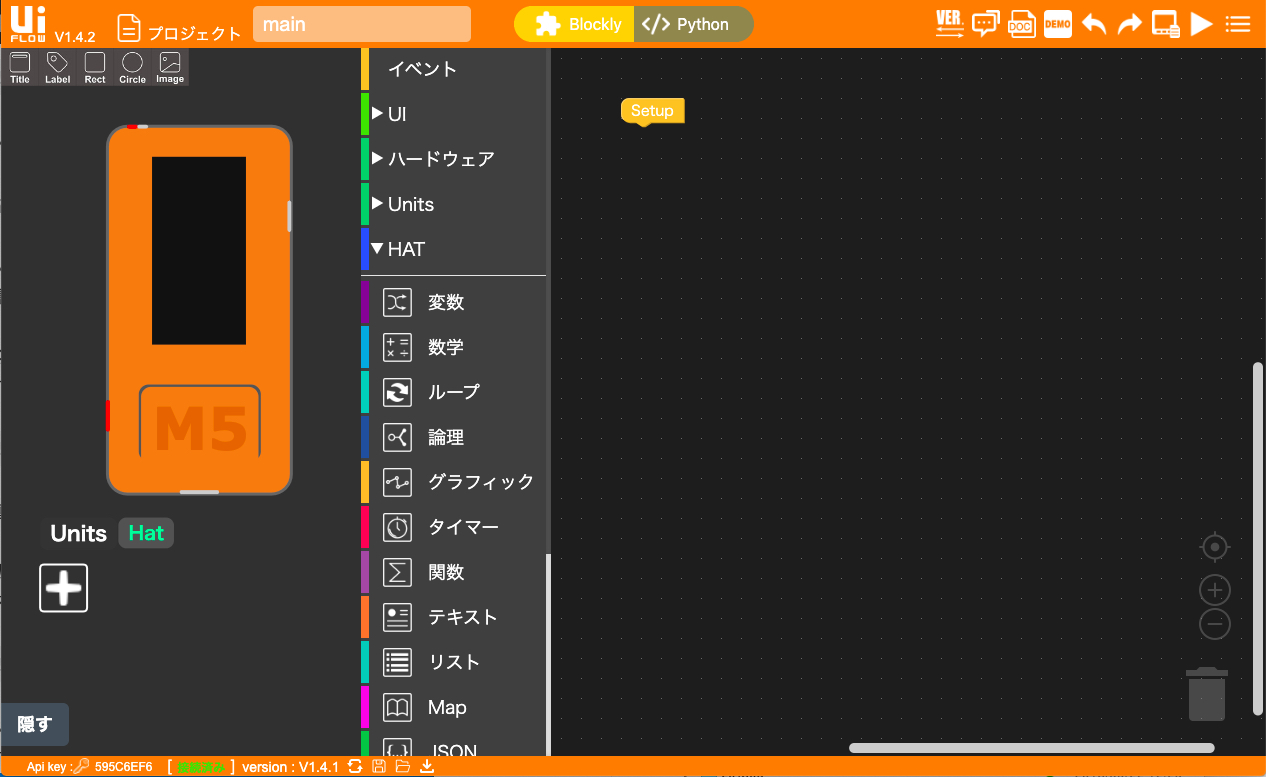 Ui
FLOW V1.4.2
プロジェクト
main
Blockly
Python
VER.
DOC
DEMO
Title
Label
Rect
Circle
Image
M5
Units
Hat
隠す
イベント
UI
ハードウェア
Units
HAT
変数
数学
ループ
論理
グラフィック
タイマー
関数
テキスト
リスト
Map
JSON
Setup
Api key : 595C6EF6 [ 接続済み ] version : V1.4.1